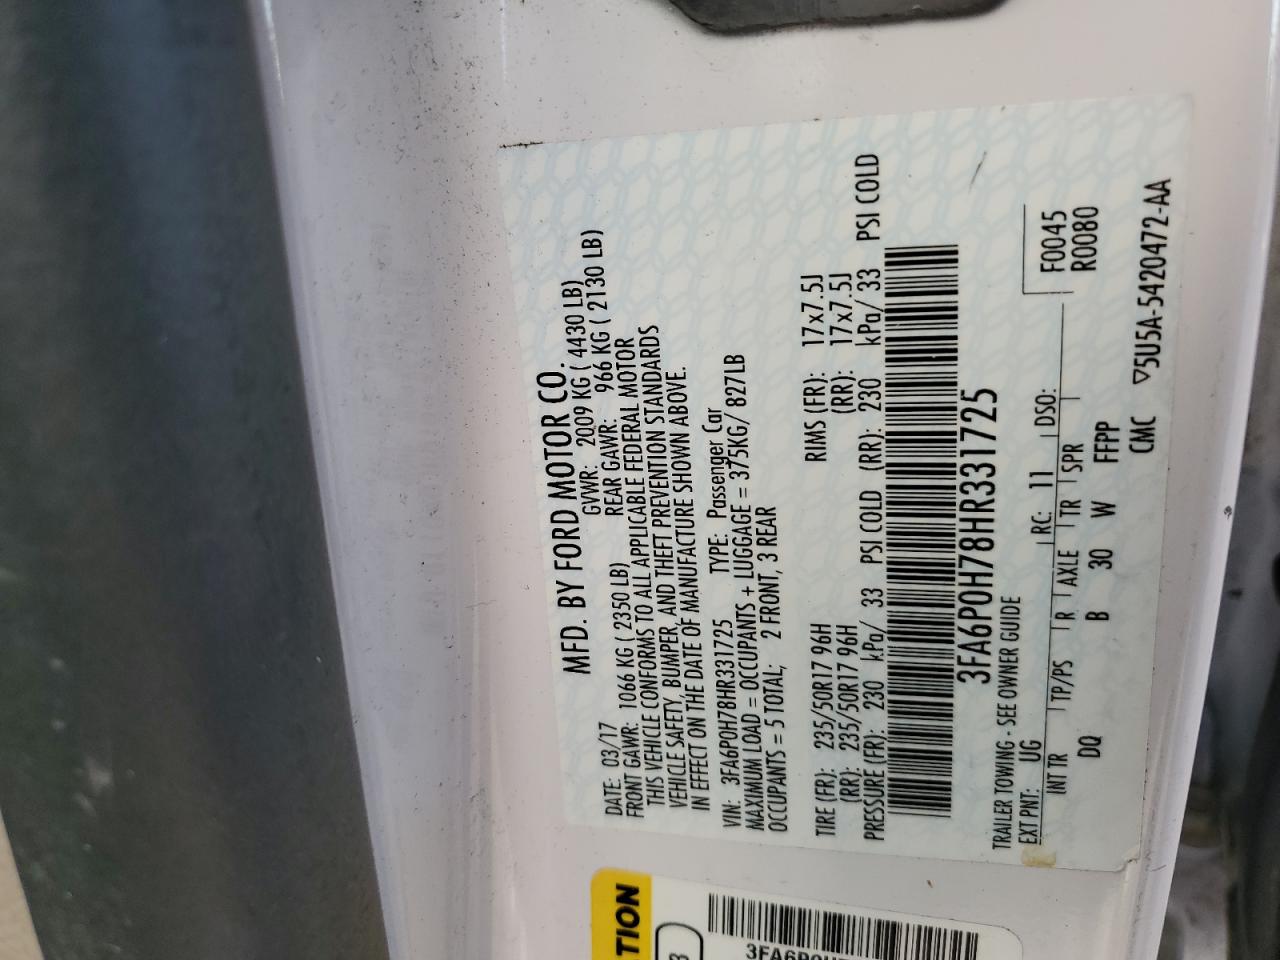 MFD. BY FORD MOTOR CO.
DATE: 03/17 GVWR: 2009 KG ( 4430 LB)
FRONT GAWR: 1066 KG ( 2350 LB) REAR GAWR: 966 KG ( 2130 LB)
THIS VEHICLE CONFORMS TO ALL APPLICABLE FEDERAL MOTOR
VEHICLE SAFETY, BUMPER, AND THEFT PREVENTION STANDARDS
IN EFFECT ON THE DATE OF MANUFACTURE SHOWN ABOVE.
VIN: 3FA6P0H78HR331725 TYPE: Passenger Car
MAXIMUM LOAD = OCCUPANTS + LUGGAGE = 375KG/ 827LB
OCCUPANTS = 5 TOTAL; 2 FRONT, 3 REAR
TIRE (FR): 235/50R17 96H RIMS (FR): 17x7.5J
(RR): 235/50R17 96H (RR): 17x7.5J
PRESSURE (FR): 230 kPa/ 33 PSI COLD (RR): 230 kPa/ 33 PSI COLD
3FA6P0H78HR331725
TRAILER TOWING - SEE OWNER GUIDE F0045
EXT PNT: UG RC: 11 DSO: R0080
INT TR TP/PS R AXLE TR SPR
DQ B 30 W FFPP
CMC ▽5U5A-5420472-AA